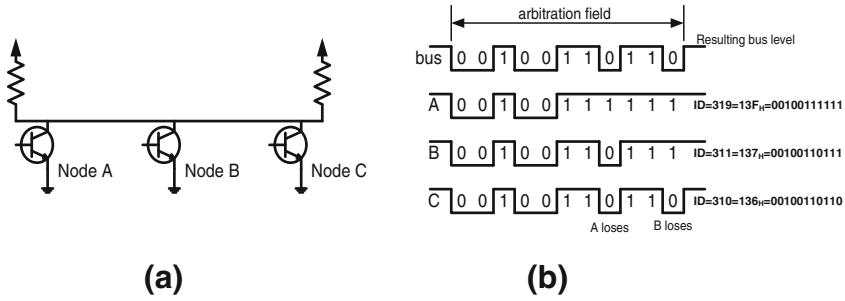 Node A
Node B
Node C
(a)
arbitration field
Resulting bus level
bus 0 0 1 0 0 1 1 0 1 1 0
A 0 0 1 0 0 1 1 1 1 1 1 ID=319=13FH=00100111111
B 0 0 1 0 0 1 1 0 1 1 1 ID=311=137H=00100110111
C 0 0 1 0 0 1 1 0 1 1 0 ID=310=136H=00100110110
A loses B loses
(b)